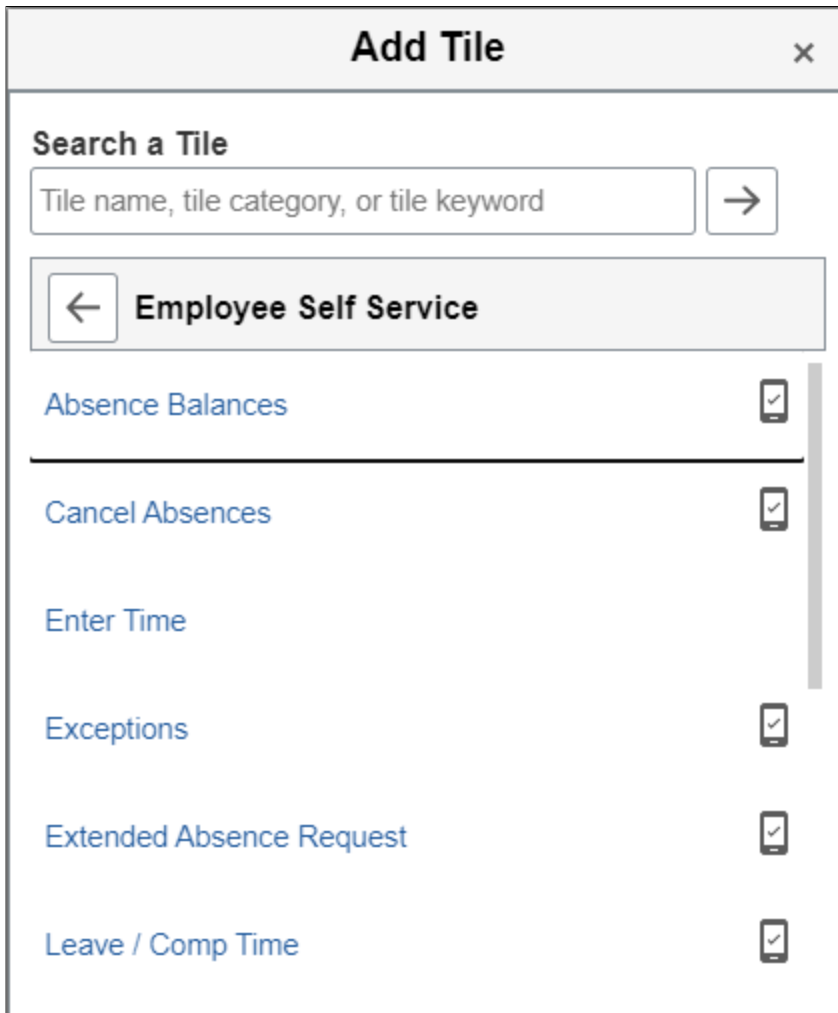 Add Tile
Search a Tile
Tile name, tile category, or tile keyword
Employee Self Service
Absence Balances
Cancel Absences
Enter Time
Exceptions
Extended Absence Request
Leave / Comp Time